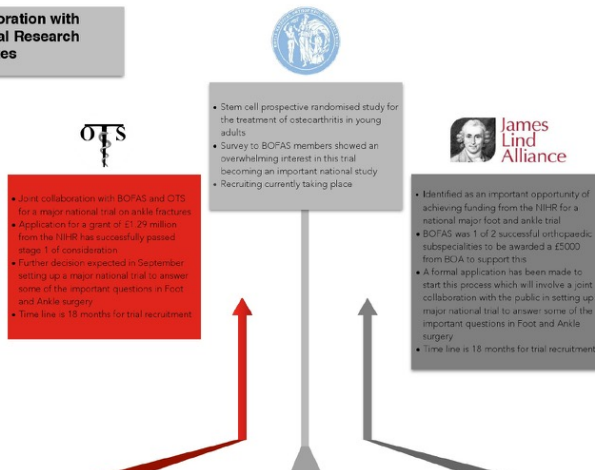 oration with
al Research
tes
• Stem cell prospective randomised study for
the treatment of ostecarthritis in young
adults
• Survey to BOFAS members showed an
overwhelming interest in this trial
becoming an important national study
• Recruiting currently taking place
OTS
• Joint collaboration with BOFAS and OTS
for a major national trial on ankle fractures
• Application for a grant of £1.29 million
from the NIHR has successfully passed
stage 1 of consideration
• Further decision expected in September
setting up a major national trial to answer
some of the important questions in Foot
and Ankle surgery
• Time line is 18 months for trial recruitment
James
Lind
Alliance
• Identified as an important opportunity of
achieving funding from the NIHR for a
national major foot and ankle trial
• BOFAS was 1 of 2 successful orthopaedic
subspecialities to be awarded a £5000
from BOA to support this
• A formal application has been made to
start this process which will involve a joint
collaboration with the public in setting up
major national trial to answer some of the
important questions in Foot and Ankle
surgery
• Time line is 18 months for trial recruitment